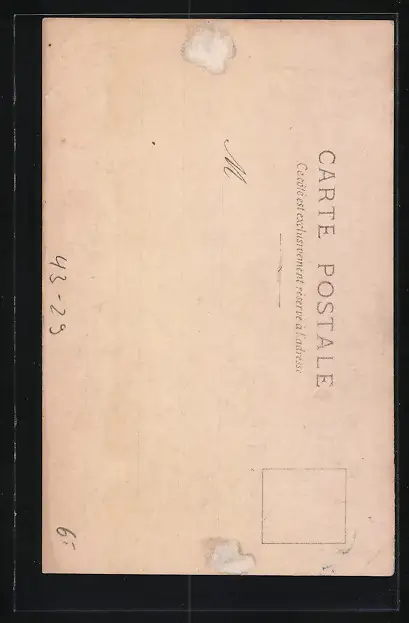 CARTE POSTALE
Ce côté est exclusivement réservé à l'adresse
M
43-29
6-